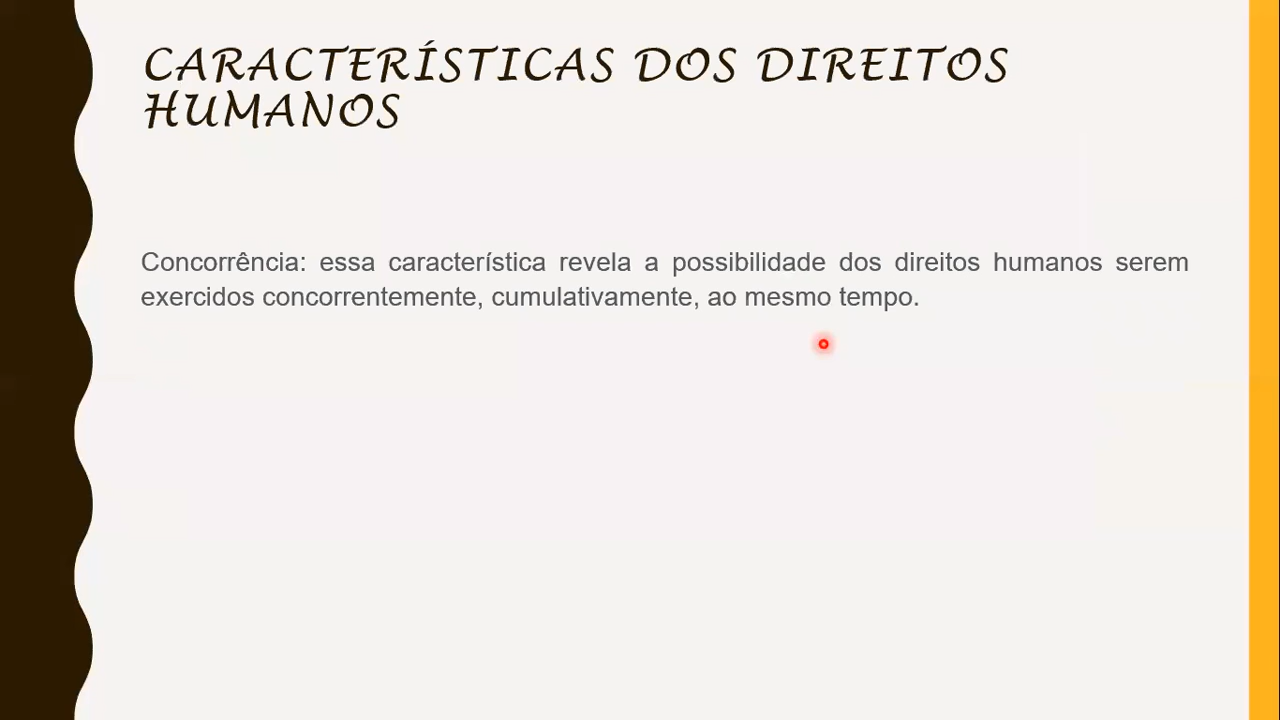 CARACTERÍSTICAS DOS DIREITOS
HUMANOS
Concorrência: essa característica revela a possibilidade dos direitos humanos serem
exercidos concorrentemente, cumulativamente, ao mesmo tempo.